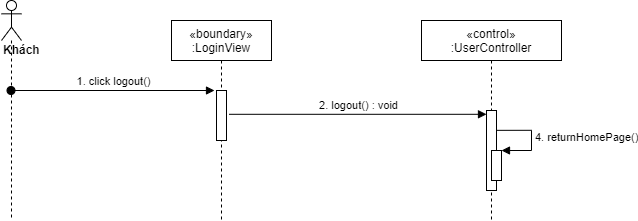 «boundary»
:LoginView
«control»
:UserController
Khách
1. click logout()
2. logout() : void
4. returnHomePage()